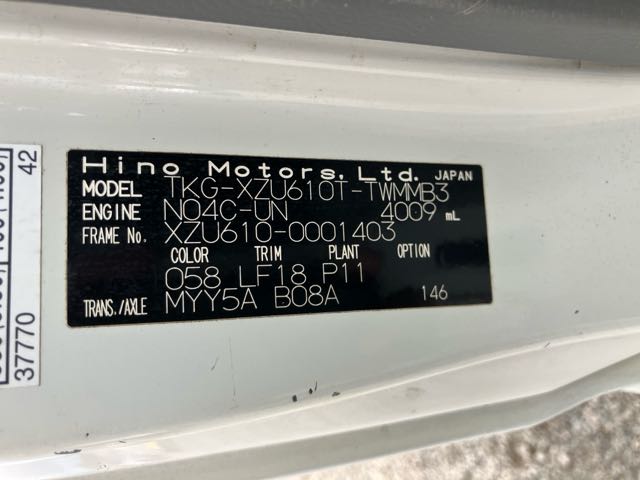 Hino Motors, Ltd. JAPAN
MODEL TKG-XZU610T-TWMMB3
ENGINE N04C-UN 4009 mL
FRAME No. XZU610-0001403
COLOR TRIM PLANT OPTION
058 LF18 P11
TRANS./AXLE MYY5A B08A 146
37770 42